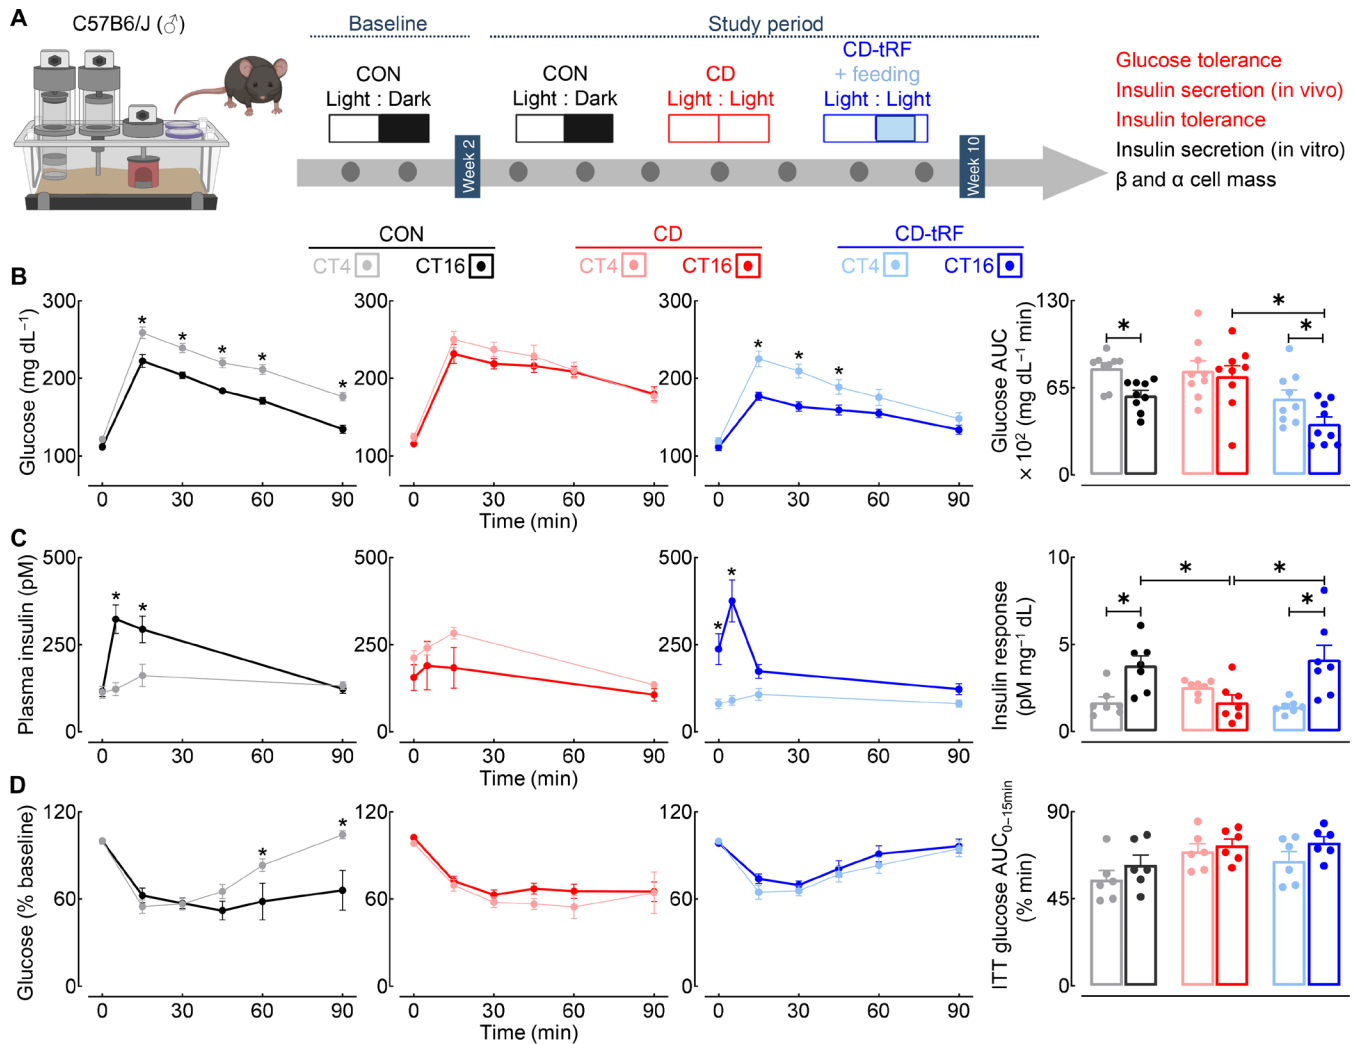 A
C57B6/J (♂)
Baseline
Study period
CON
Light : Dark
CON
Light : Dark
CD
Light : Light
CD-tRF
+ feeding
Light : Light
Week 2
Week 10
Glucose tolerance
Insulin secretion (in vivo)
Insulin tolerance
Insulin secretion (in vitro)
β and α cell mass
CON
CT4 CT16
CD
CT4 CT16
CD-tRF
CT4 CT16
B
Glucose (mg dL⁻¹)
300
200
100
0 30 60 90
* * * * *
300
200
100
0 30 60 90
Time (min)
300
200
100
0 30 60 90
* * *
Glucose AUC
× 10² (mg dL⁻¹ min)
130
65
0
* * *
C
Plasma insulin (pM)
500
250
0
0 30 60 90
* *
500
250
0
0 30 60 90
Time (min)
500
250
0
0 30 60 90
* *
Insulin response
(pM mg⁻¹ dL)
10
5
0
* * * *
D
Glucose (% baseline)
120
60
0
0 30 60 90
* *
120
60
0
0 30 60 90
Time (min)
120
60
0
0 30 60 90
ITT glucose AUC₀₋₁₅ₘᵢₙ
(% min)
90
45
0